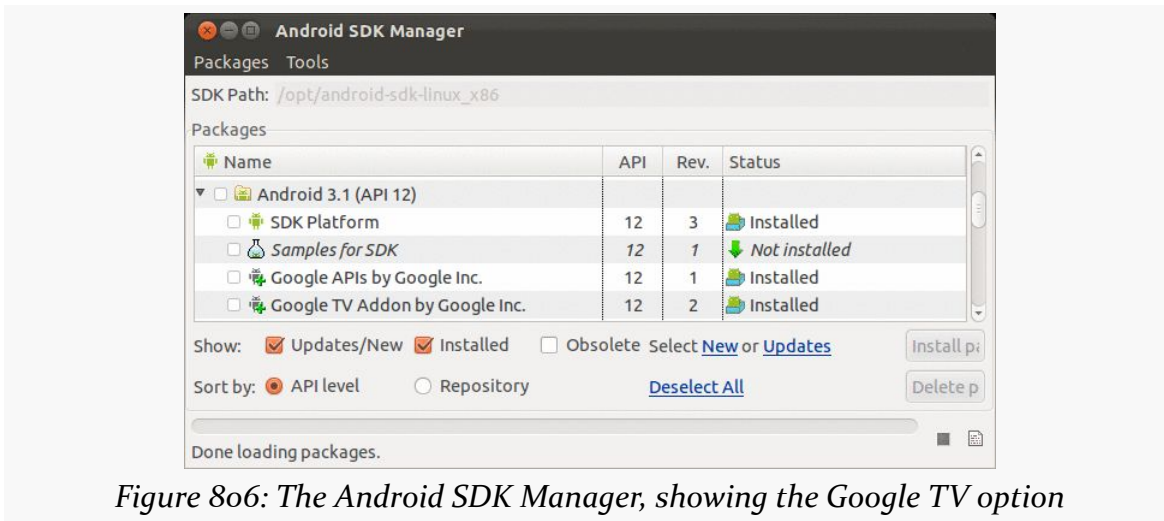 Android SDK Manager
Packages Tools
SDK Path: /opt/android-sdk-linux_x86
Packages
Name API Rev. Status
Android 3.1 (API 12)
SDK Platform 12 3 Installed
Samples for SDK 12 1 Not installed
Google APIs by Google Inc. 12 1 Installed
Google TV Addon by Google Inc. 12 2 Installed
Show: Updates/New Installed Obsolete Select New or Updates Install pa
Sort by: API level Repository Deselect All Delete p
Done loading packages.
Figure 806: The Android SDK Manager, showing the Google TV option